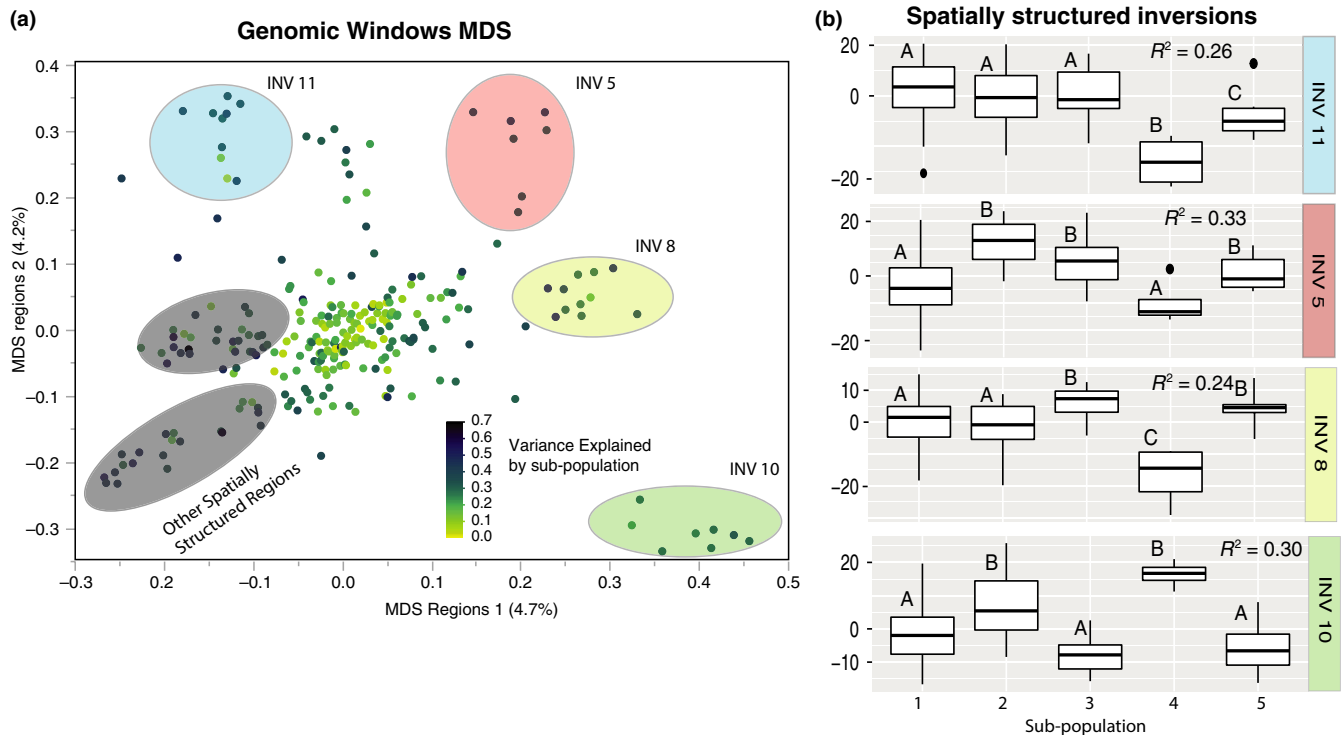 (a)
Genomic Windows MDS
0.4
0.3
0.2
0.1
0.0
−0.1
−0.2
−0.3
MDS regions 2 (4.2%)
INV 11
INV 5
INV 8
INV 10
Other Spatially
Structured Regions
0.7
0.6
0.5
0.4
0.3
0.2
0.1
0.0
Variance Explained
by sub-population
−0.3
0.2
−0.1
0.0
0.1
0.2
0.3
0.4
0.5
MDS Regions 1 (4.7%)
(b)
Spatially structured inversions
20
0
−20
A
A
A
B
C
R² = 0.26
INV 11
20
0
−20
A
B
B
A
B
R² = 0.33
INV 5
10
0
−20
A
A
B
C
B
R² = 0.24
INV 8
20
0
−10
A
B
A
B
A
R² = 0.30
INV 10
1
2
3
4
5
Sub-population